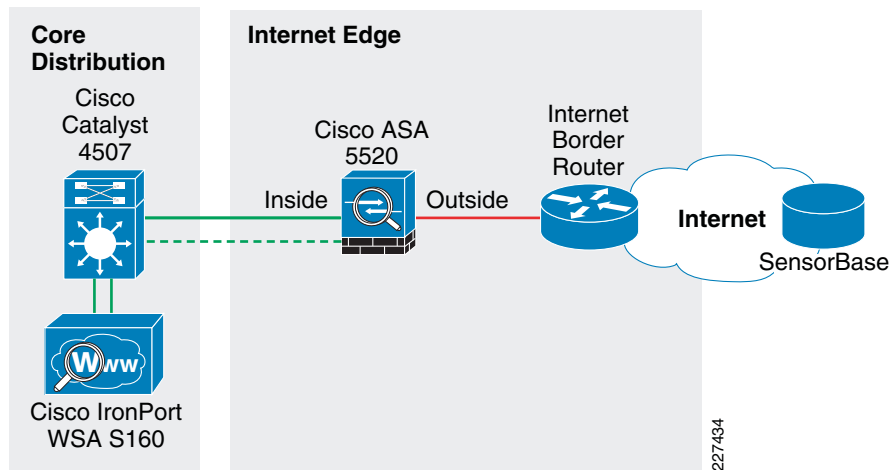 Core
Distribution
Internet Edge
Cisco
Catalyst
4507
Cisco ASA
5520
Internet
Border
Router
Inside
Outside
Internet
SensorBase
Www
Cisco IronPort
WSA S160
227434